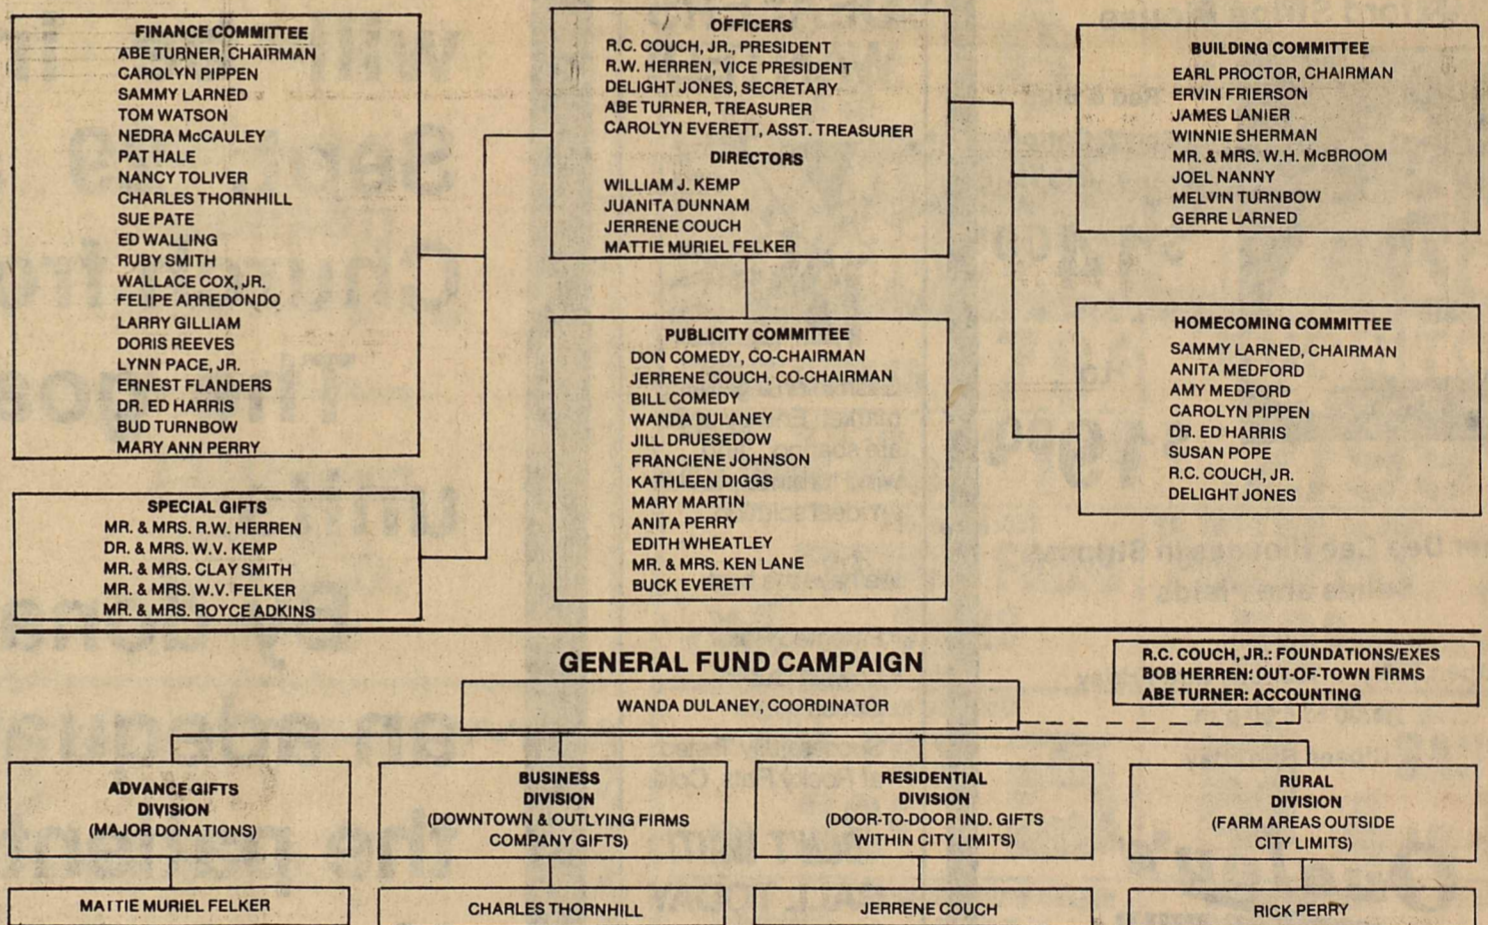 FINANCE COMMITTEE
ABE TURNER, CHAIRMAN
CAROLYN PIPPEN
SAMMY LARNED
TOM WATSON
NEDRA McCAULEY
PAT HALE
NANCY TOLIVER
CHARLES THORNHILL
SUE PATE
ED WALLING
RUBY SMITH
WALLACE COX, JR.
FELIPE ARREDONDO
LARRY GILLIAM
DORIS REEVES
LYNN PACE, JR.
ERNEST FLANDERS
DR. ED HARRIS
BUD TURNBOW
MARY ANN PERRY
SPECIAL GIFTS
MR. & MRS. R.W. HERREN
DR. & MRS. W.V. KEMP
MR. & MRS. CLAY SMITH
MR. & MRS. W.V. FELKER
MR. & MRS. ROYCE ADKINS
OFFICERS
R.C. COUCH, JR., PRESIDENT
R.W. HERREN, VICE PRESIDENT
DELIGHT JONES, SECRETARY
ABE TURNER, TREASURER
CAROLYN EVERETT, ASST. TREASURER
DIRECTORS
WILLIAM J. KEMP
JUANITA DUNNAM
JERRENE COUCH
MATTIE MURIEL FELKER
PUBLICITY COMMITTEE
DON COMEDY, CO-CHAIRMAN
JERRENE COUCH, CO-CHAIRMAN
BILL COMEDY
WANDA DULANEY
JILL DRUESEDOW
FRANCIENE JOHNSON
KATHLEEN DIGGS
MARY MARTIN
ANITA PERRY
EDITH WHEATLEY
MR. & MRS. KEN LANE
BUCK EVERETT
BUILDING COMMITTEE
EARL PROCTOR, CHAIRMAN
ERVIN FRIERSON
JAMES LANIER
WINNIE SHERMAN
MR. & MRS. W.H. McBROOM
JOEL NANNY
MELVIN TURNBOW
GERRE LARNED
HOMECOMING COMMITTEE
SAMMY LARNED, CHAIRMAN
ANITA MEDFORD
AMY MEDFORD
CAROLYN PIPPEN
DR. ED HARRIS
SUSAN POPE
R.C. COUCH, JR.
DELIGHT JONES
GENERAL FUND CAMPAIGN
WANDA DULANEY, COORDINATOR
R.C. COUCH, JR.: FOUNDATIONS/EXES
BOB HERREN: OUT-OF-TOWN FIRMS
ABE TURNER: ACCOUNTING
ADVANCE GIFTS
DIVISION
(MAJOR DONATIONS)
MATTIE MURIEL FELKER
BUSINESS
DIVISION
(DOWNTOWN & OUTLYING FIRMS
COMPANY GIFTS)
CHARLES THORNHILL
RESIDENTIAL
DIVISION
(DOOR-TO-DOOR IND. GIFTS
WITHIN CITY LIMITS)
JERRENE COUCH
RURAL
DIVISION
(FARM AREAS OUTSIDE
CITY LIMITS)
RICK PERRY